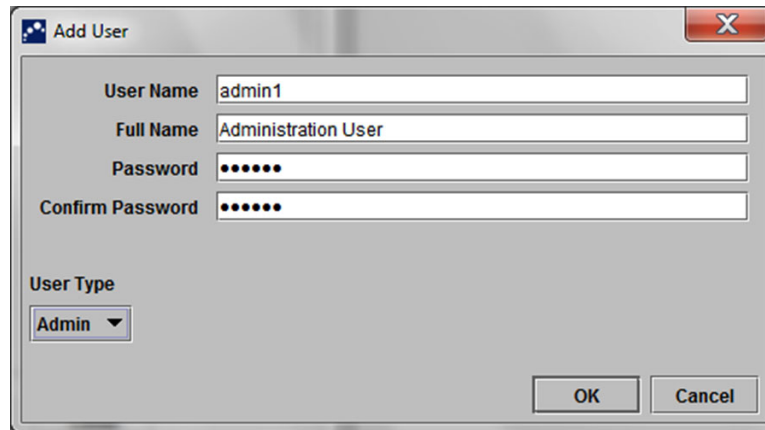 Add User
User Name admin1
Full Name Administration User
Password ••••••
Confirm Password ••••••
User Type
Admin
OK Cancel